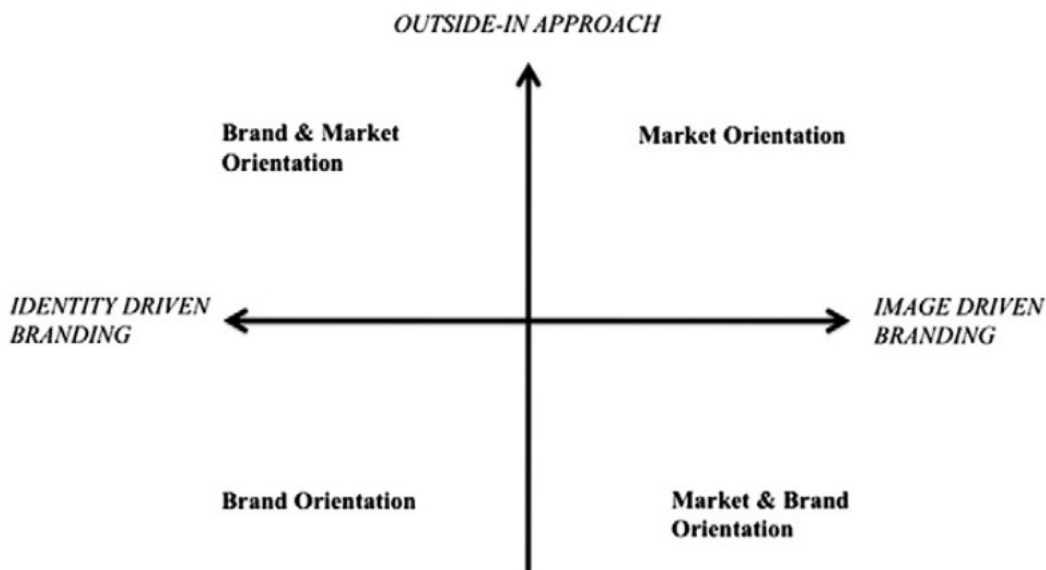 OUTSIDE-IN APPROACH
Brand & Market
Orientation
Market Orientation
IDENTITY DRIVEN
BRANDING
IMAGE DRIVEN
BRANDING
Brand Orientation
Market & Brand
Orientation